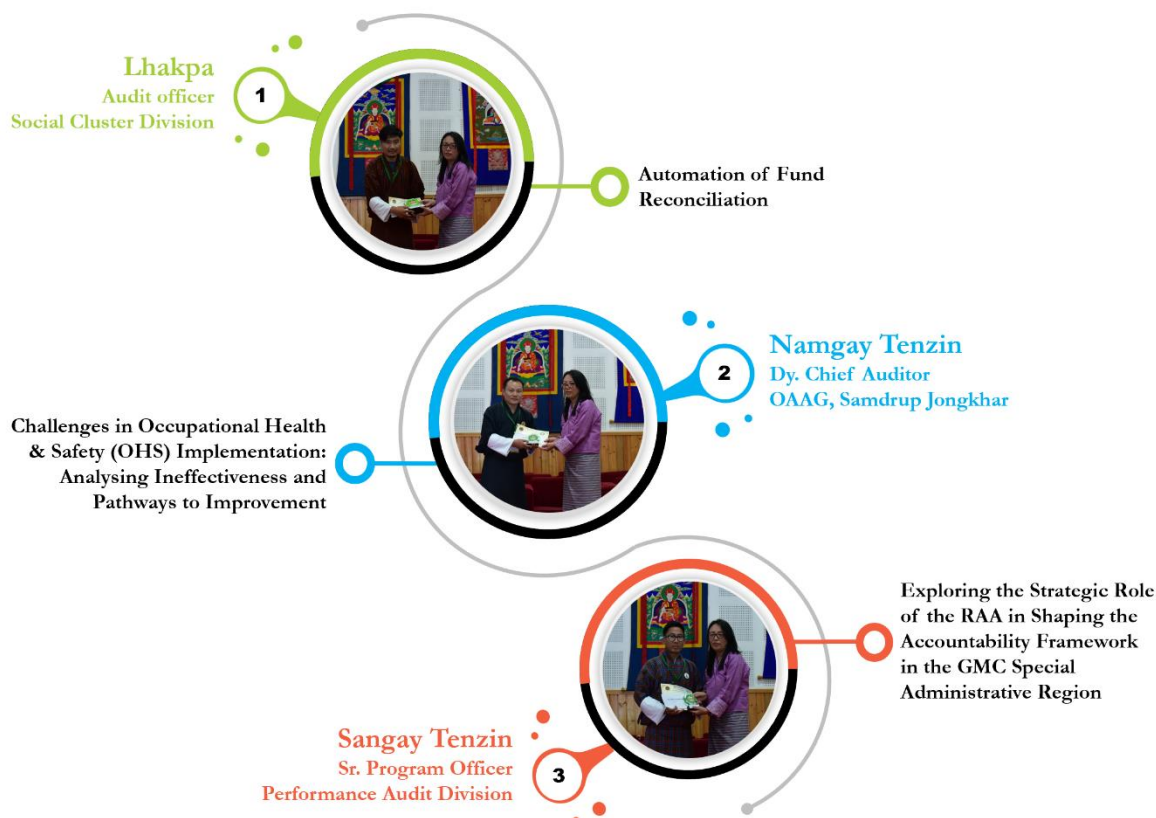 Lhakpa
Audit officer
Social Cluster Division
1
Automation of Fund
Reconciliation
2
Namgay Tenzin
Dy. Chief Auditor
OAAG, Samdrup Jongkhar
Challenges in Occupational Health
& Safety (OHS) Implementation:
Analysing Ineffectiveness and
Pathways to Improvement
Exploring the Strategic Role
of the RAA in Shaping the
Accountability Framework
in the GMC Special
Administrative Region
Sangay Tenzin
Sr. Program Officer
Performance Audit Division
3